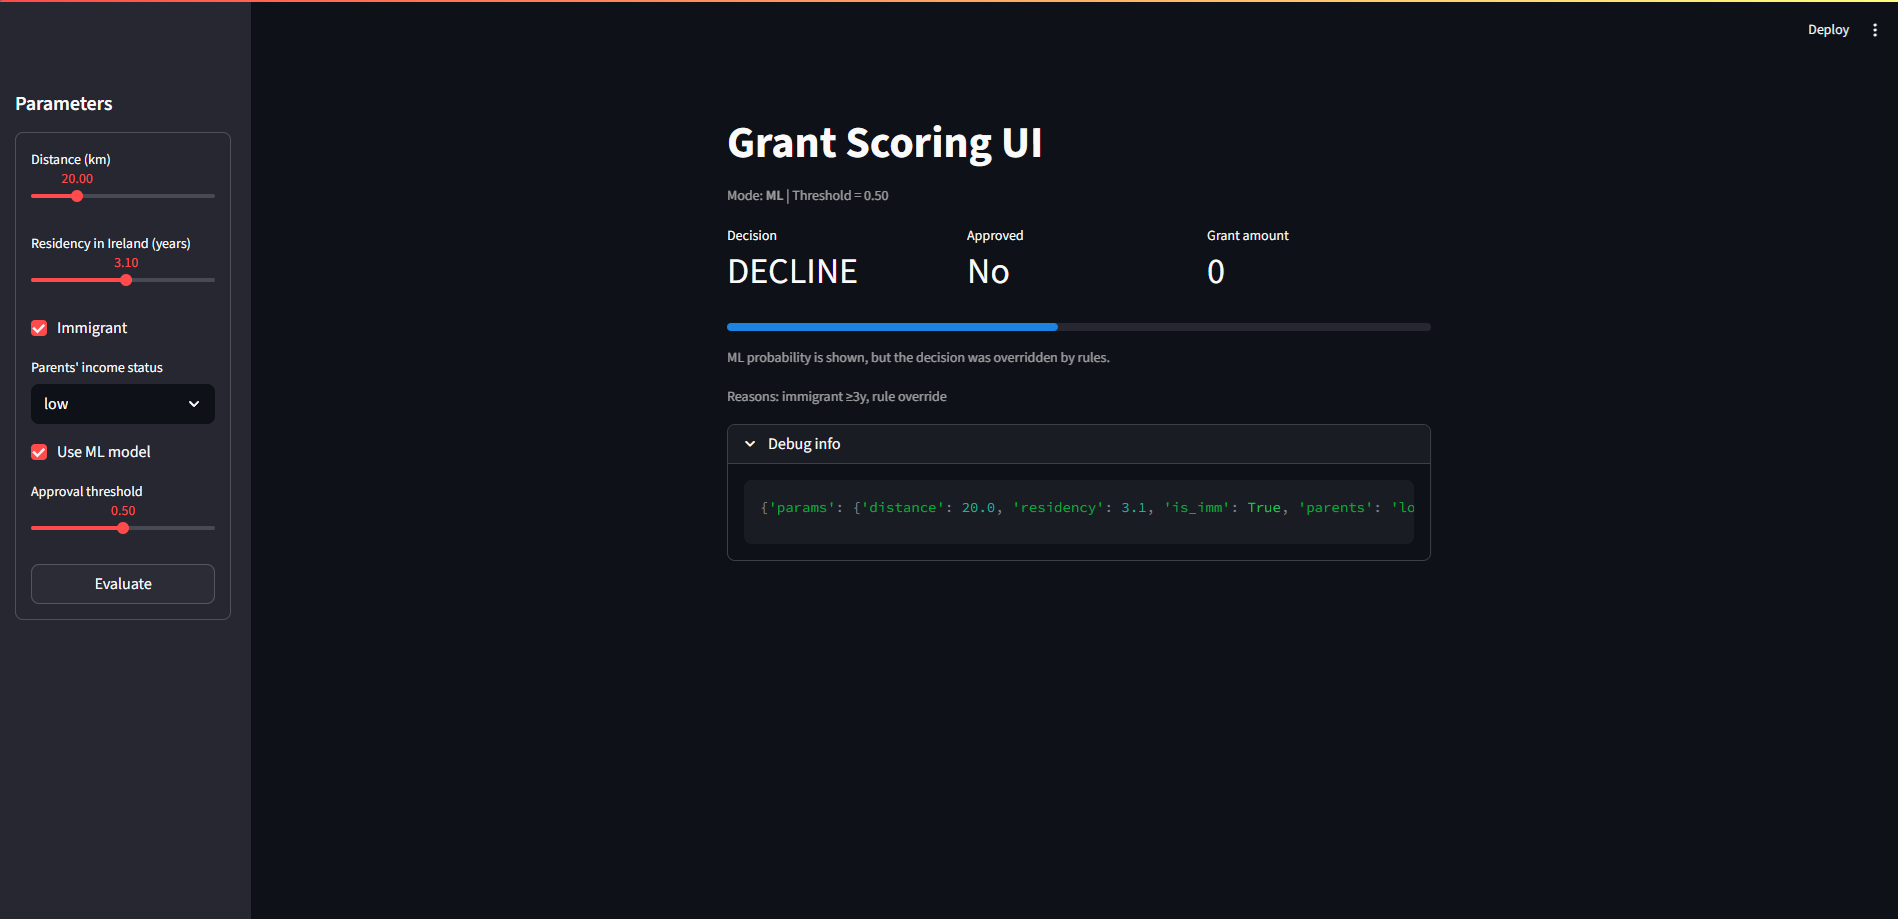 Deploy
Parameters
Distance (km)
20.00
Residency in Ireland (years)
3.10
Immigrant
Parents' income status
low
Use ML model
Approval threshold
0.50
Evaluate
Grant Scoring UI
Mode: ML | Threshold = 0.50
Decision Approved Grant amount
DECLINE No 0
ML probability is shown, but the decision was overridden by rules.
Reasons: immigrant ≥3y, rule override
Debug info
{'params': {'distance': 20.0, 'residency': 3.1, 'is_imm': True, 'parents': 'lo